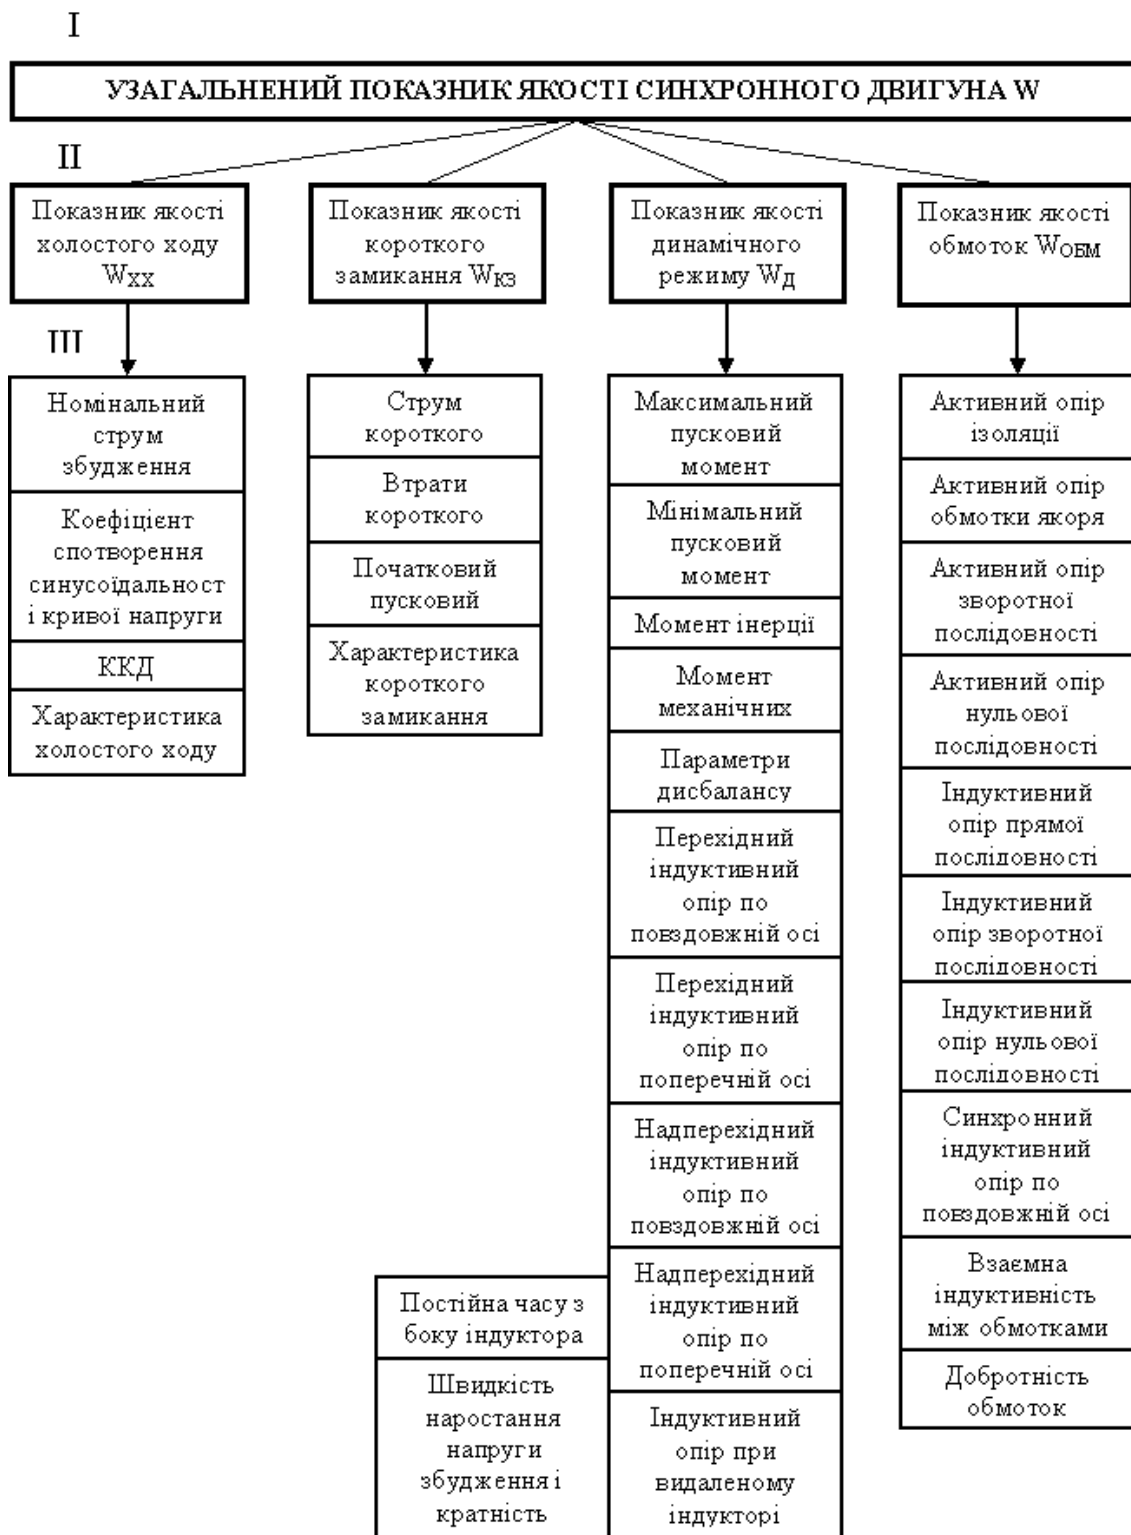 I
УЗАГАЛЬНЕНИЙ ПОКАЗНИК ЯКОСТІ СИНХРОННОГО ДВИГУНА W
II
Показник якості
холостого ходу
WХХ
Показник якості
короткого
замикання WКЗ
Показник якості
динамічного
режиму WД
Показник якості
обмоток WОБМ
III
Номінальний
струм
збудження
Коефіцієнт
спотворення
синусоїдальност
і кривої напруги
ККД
Характеристика
холостого ходу
Струм
короткого
Втрати
короткого
Початковий
пусковий
Характеристика
короткого
замикання
Максимальний
пусковий
момент
Мінімальний
пусковий
момент
Момент інерції
Момент
механічних
Параметри
дисбалансу
Перехідний
індуктивний
опір по
повздовжній осі
Перехідний
індуктивний
опір по
поперечній осі
Надперехідний
індуктивний
опір по
повздовжній осі
Надперехідний
індуктивний
опір по
поперечній осі
Індуктивний
опір при
видаленому
індукторі
Постійна часу з
боку індуктора
Швидкість
наростання
напруги
збудження і
кратність
Активний опір
ізоляції
Активний опір
обмотки якоря
Активний опір
зворотної
послідовності
Активний опір
нульової
послідовності
Індуктивний
опір прямої
послідовності
Індуктивний
опір зворотної
послідовності
Індуктивний
опір нульової
послідовності
Синхронний
індуктивний
опір по
повздовжній осі
Взаємна
індуктивність
між обмотками
Добротність
обмоток